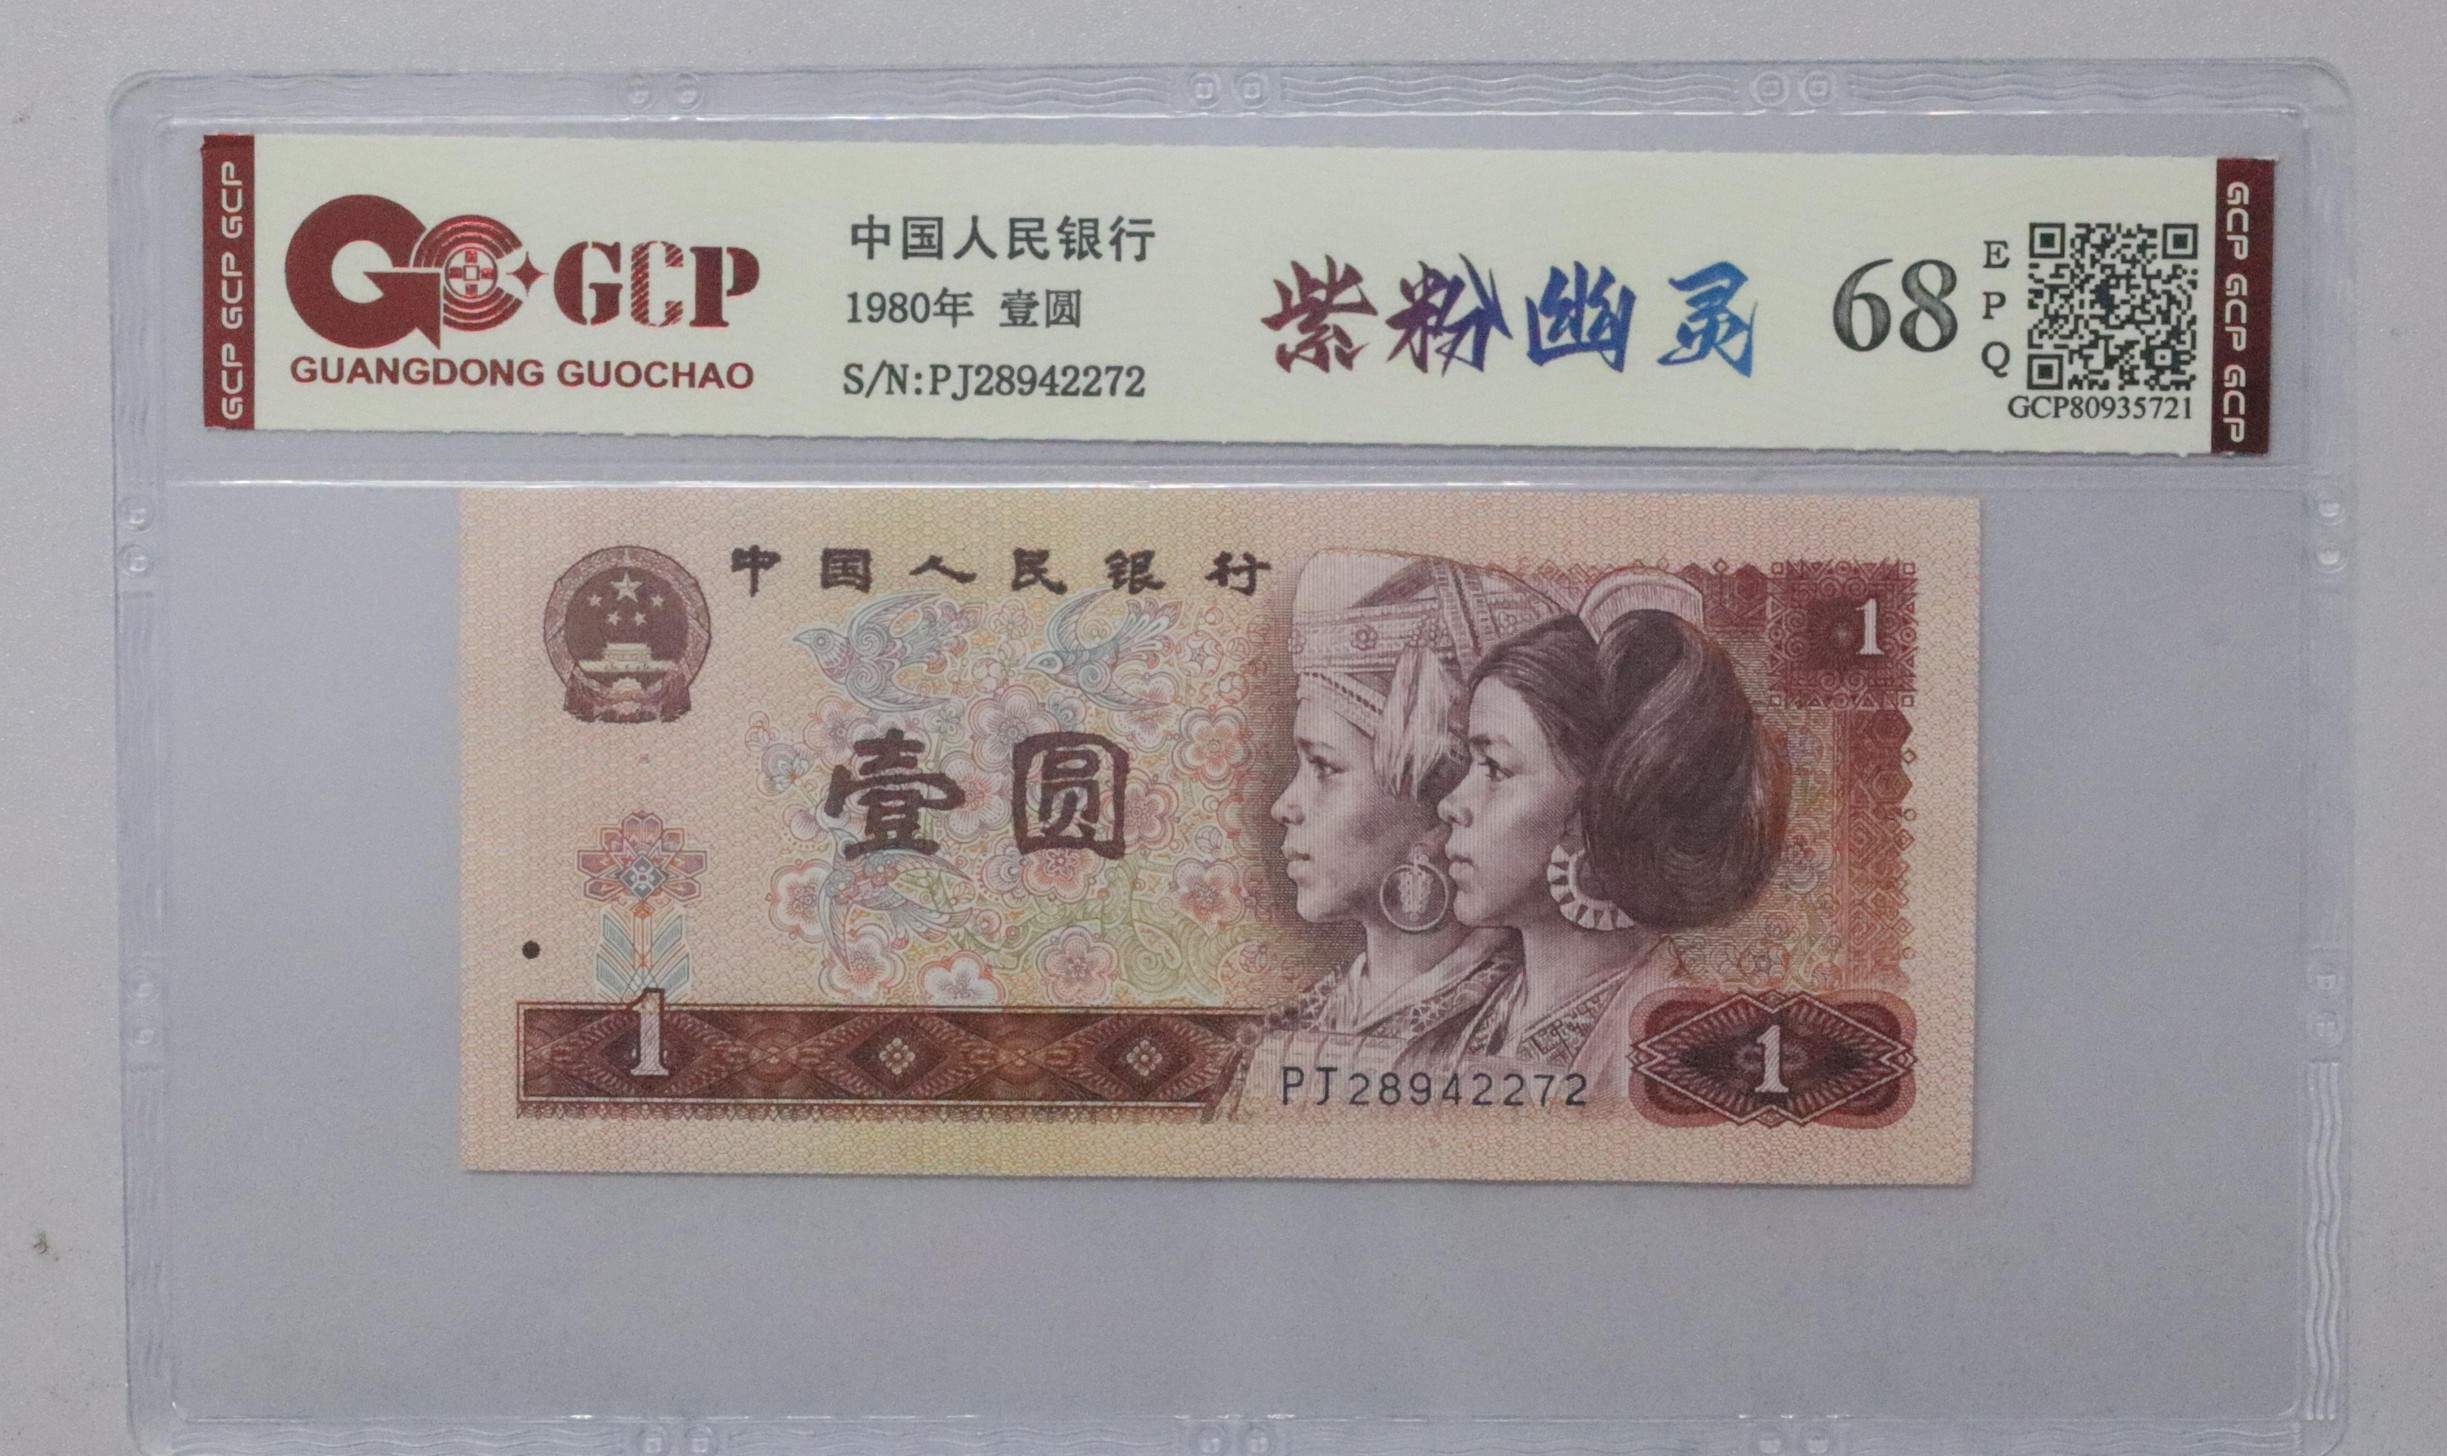 GCP GCP GCP
GCP
GUANGDONG GUOCHAO
中国人民银行
1980年 壹圆
S/N:PJ28942272
紫粉幽灵
68
E
P
Q
GCP80935721
GCP GCP GCP
中国人民银行
1
壹圆
1
PJ28942272
1